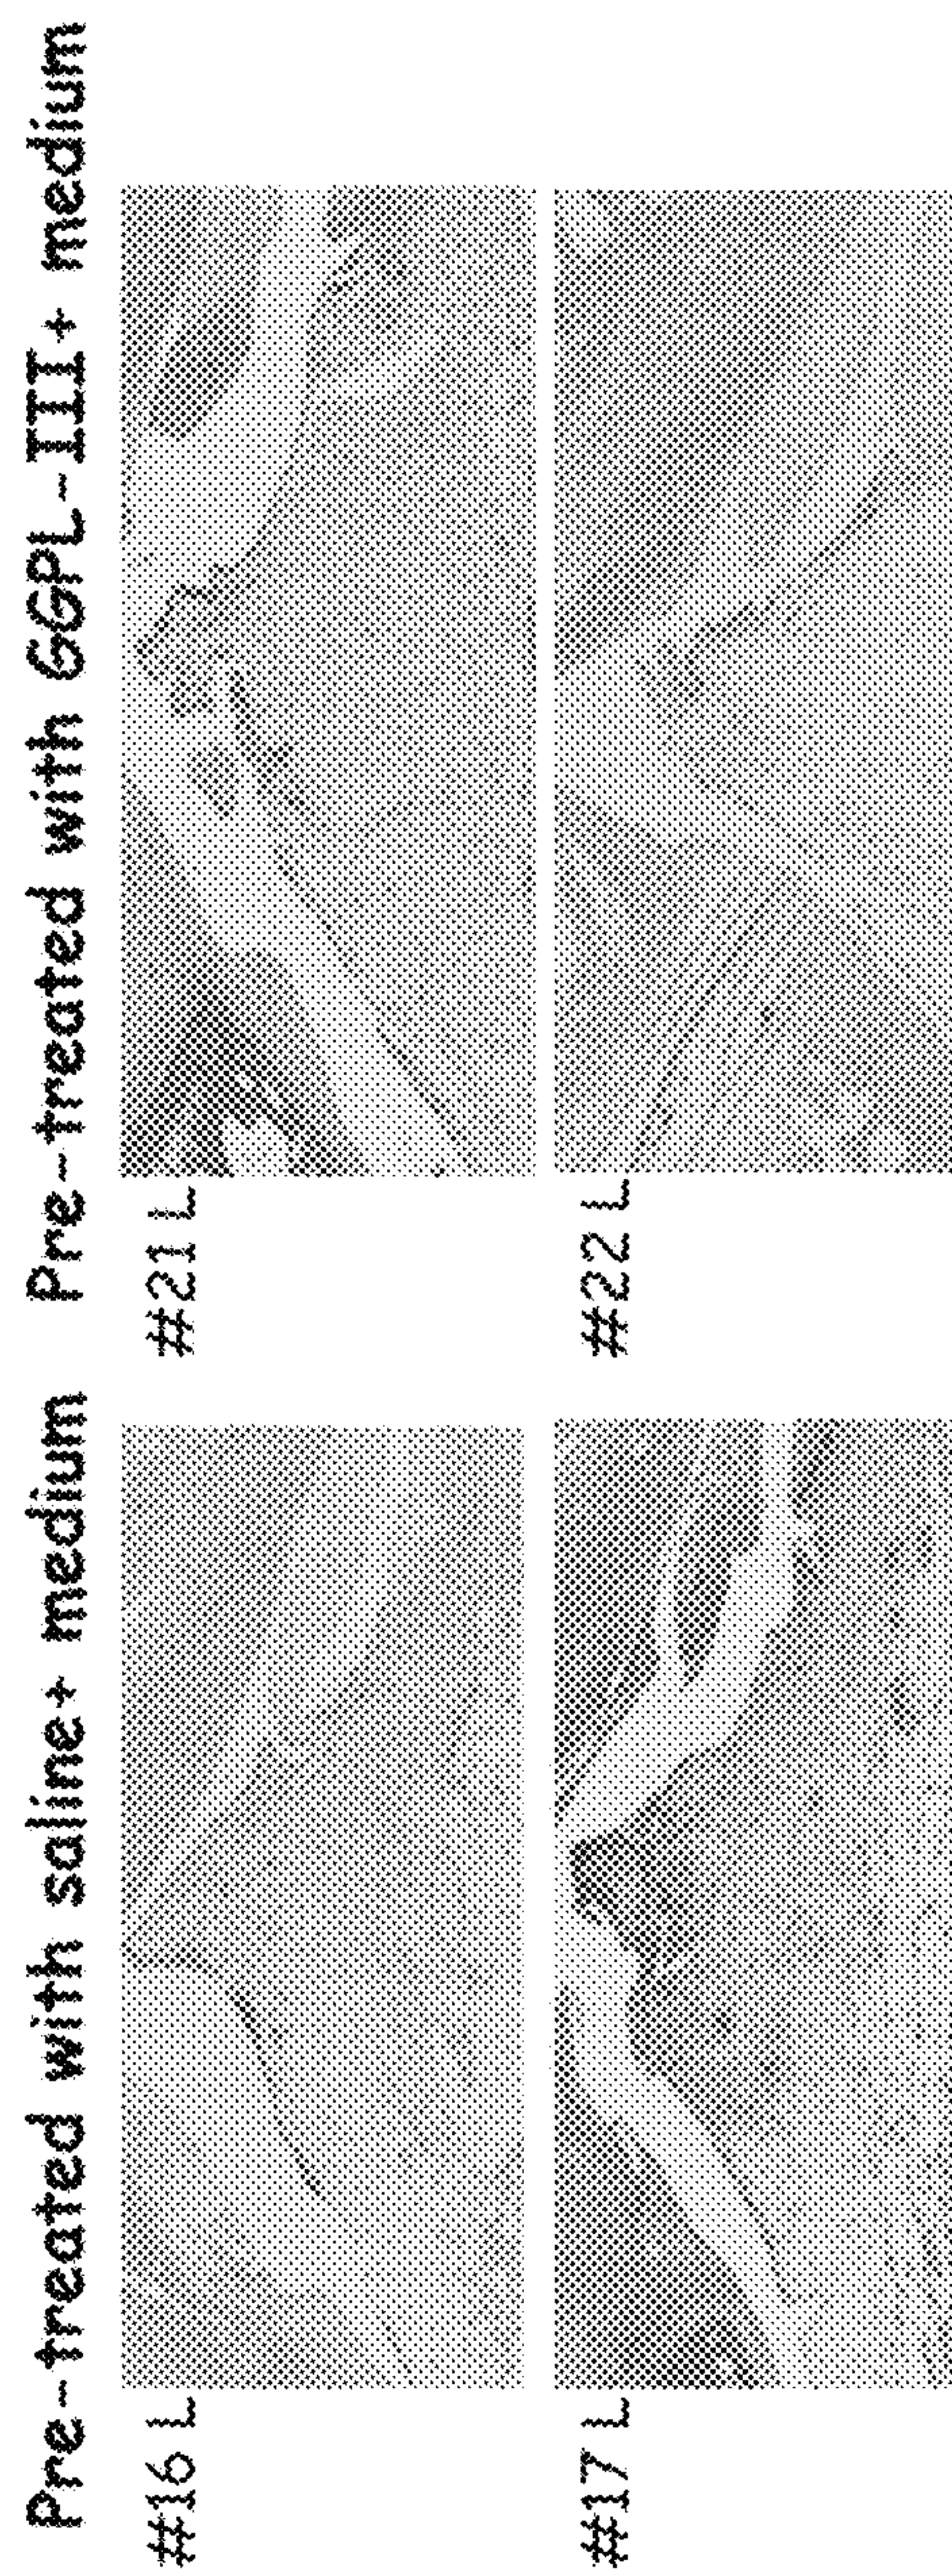 Pre-treated with saline+ medium
Pre-treated with GGPL-III+ medium
#16 L
#21 L
#17 L
#22 L